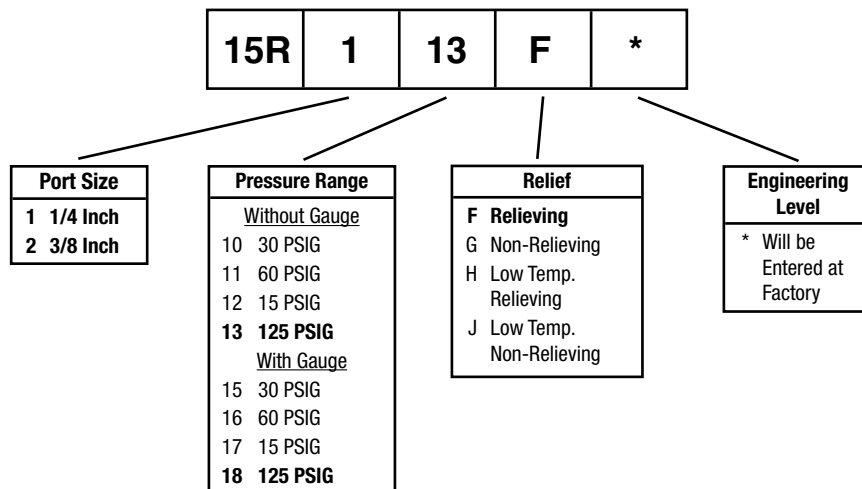 15R 1 13 F *
Port Size
1 1/4 Inch
2 3/8 Inch
Pressure Range
Without Gauge
10 30 PSIG
11 60 PSIG
12 15 PSIG
13 125 PSIG
With Gauge
15 30 PSIG
16 60 PSIG
17 15 PSIG
18 125 PSIG
Relief
F Relieving
G Non-Relieving
H Low Temp.
Relieving
J Low Temp.
Non-Relieving
Engineering
Level
* Will be
Entered at
Factory